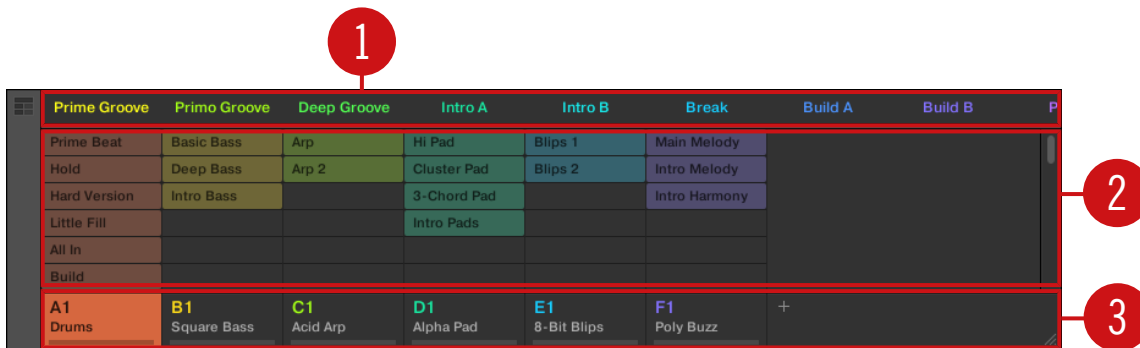 1
Prime Groove Primo Groove Deep Groove Intro A Intro B Break Build A Build B P
Prime Beat Basic Bass Arp Hi Pad Blips 1 Main Melody
Hold Deep Bass Arp 2 Cluster Pad Blips 2 Intro Melody
2
Hard Version Intro Bass 3-Chord Pad Intro Harmony
Little Fill Intro Pads
All In
Build
A1 B1 C1 D1 E1 F1 +
3
Drums Square Bass Acid Arp Alpha Pad 8-Bit Blips Poly Buzz